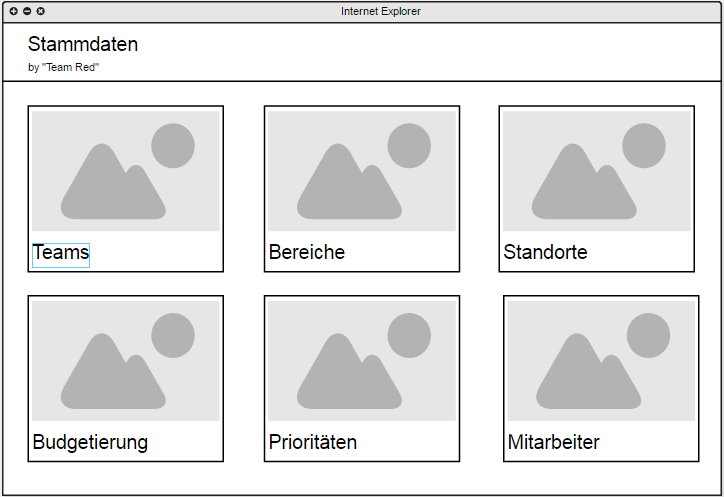 Internet Explorer
Stammdaten
by "Team Red"
Teams
Bereiche
Standorte
Budgetierung
Prioritäten
Mitarbeiter